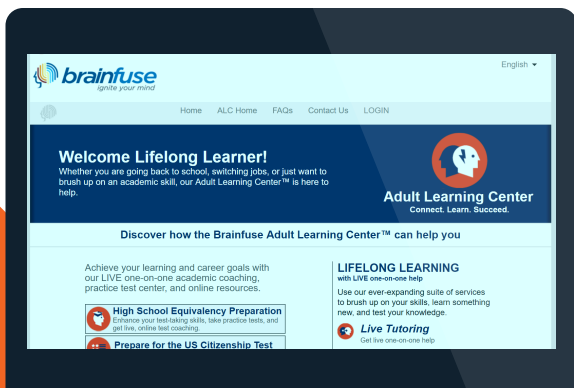 English
brainfuse
ignite your mind
Home ALC Home FAQs Contact Us LOGIN
Welcome Lifelong Learner!
Whether you are going back to school, switching jobs, or just want to
brush up on an academic skill, our Adult Learning Center™ is here to
help.
Adult Learning Center
Connect. Learn. Succeed.
Discover how the Brainfuse Adult Learning Center™ can help you
Achieve your learning and career goals with
our LIVE one-on-one academic coaching,
practice test center, and online resources.
High School Equivalency Preparation
Enhance your test-taking skills, take practice tests, and
get live, online test coaching.
Prepare for the US Citizenship Test
LIFELONG LEARNING
with LIVE one-on-one help
Use our ever-expanding suite of services
to brush up on your skills, learn something
new, and test your knowledge.
Live Tutoring
Get live one-on-one help